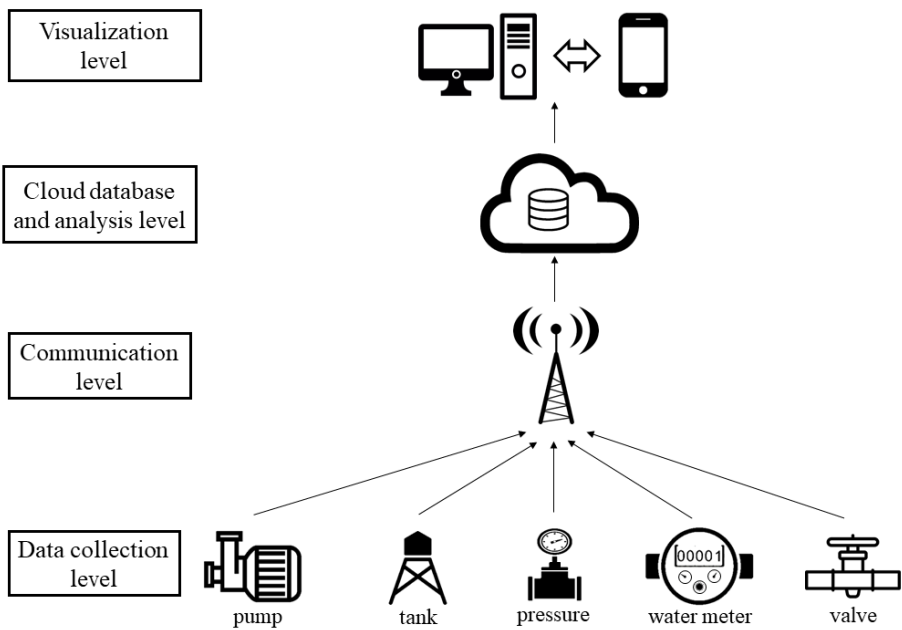 Visualization
level
Cloud database
and analysis level
Communication
level
Data collection
level
00001
pump
tank
pressure
water meter
valve